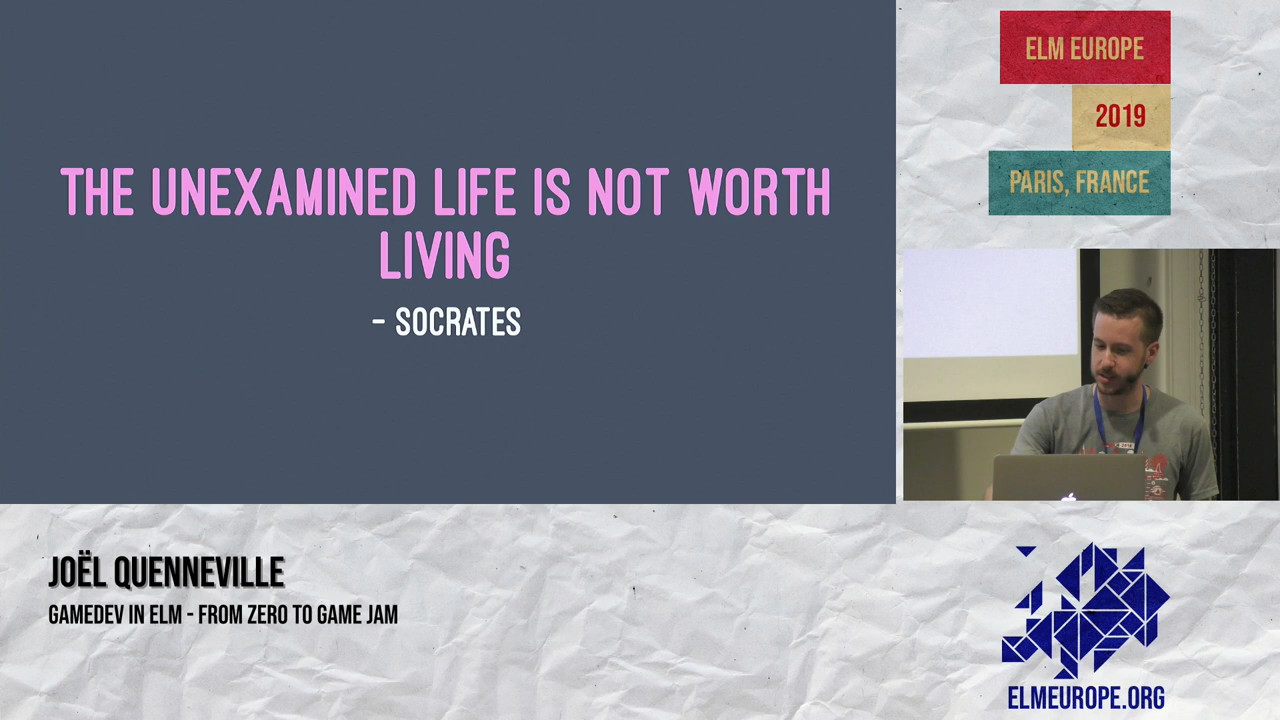 THE UNEXAMINED LIFE IS NOT WORTH
LIVING
- SOCRATES
ELM EUROPE
2019
PARIS, FRANCE
JOËL QUENNEVILLE
GAMEDEV IN ELM - FROM ZERO TO GAME JAM
ELMEUROPE.ORG